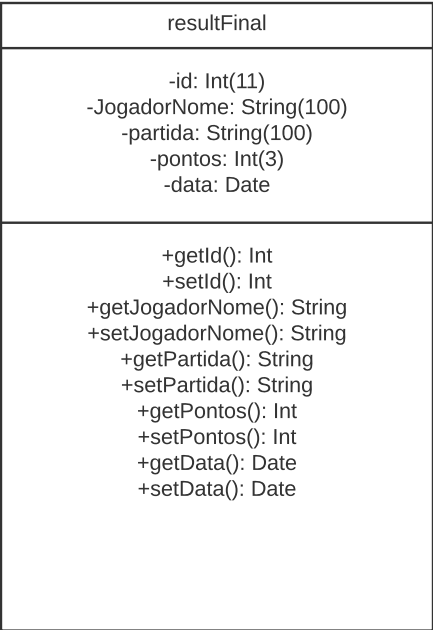 resultFinal
-id: Int(11)
-JogadorNome: String(100)
-partida: String(100)
-pontos: Int(3)
-data: Date
+getId(): Int
+setId(): Int
+getJogadorNome(): String
+setJogadorNome(): String
+getPartida(): String
+setPartida(): String
+getPontos(): Int
+setPontos(): Int
+getData(): Date
+setData(): Date